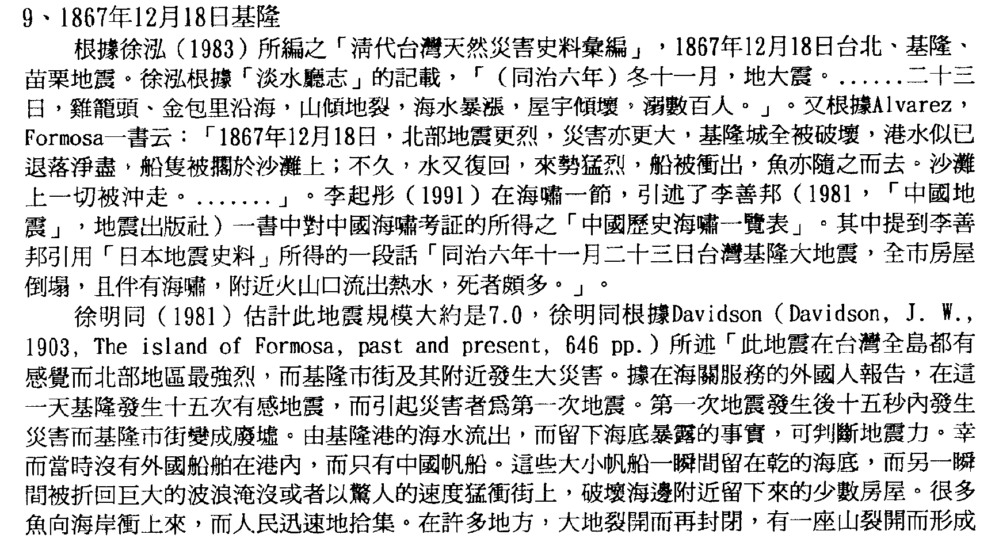 9、1867年12月18日基隆
根據徐泓（1983）所編之「淸代台灣天然災害史料彙編」，1867年12月18日台北、基隆、
苗栗地震。徐泓根據「淡水廳志」的記載，「（同治六年）冬十一月，地大震。......二十三
日，雞籠頭、金包里沿海，山傾地裂，海水暴漲，屋宇傾壞，溺數百人。」。又根據Alvarez，
Formosa一書云：「1867年12月18日，北部地震更烈，災害亦更大，基隆城全被破壞，港水似已
退落淨盡，船隻被擱於沙灘上；不久，水又復回，來勢猛烈，船被衝出，魚亦隨之而去。沙灘
上一切被沖走。.......」。李起彤（1991）在海嘯一節，引述了李善邦（1981，「中國地
震」，地震出版社）一書中對中國海嘯考証的所得之「中國歷史海嘯一覽表」。其中提到李善
邦引用「日本地震史料」所得的一段話「同治六年十一月二十三日台灣基隆大地震，全市房屋
倒塌，且伴有海嘯，附近火山口流出熱水，死者頗多。」。
徐明同（1981）估計此地震規模大約是7.0，徐明同根據Davidson（Davidson, J. W.,
1903, The island of Formosa, past and present, 646 pp.）所述「此地震在台灣全島都有
感覺而北部地區最強烈，而基隆市街及其附近發生大災害。據在海關服務的外國人報告，在這
一天基隆發生十五次有感地震，而引起災害者爲第一次地震。第一次地震發生後十五秒內發生
災害而基隆市街變成廢墟。由基隆港的海水流出，而留下海底暴露的事實，可判斷地震力。幸
而當時沒有外國船舶在港內，而只有中國帆船。這些大小帆船一瞬間留在乾的海底，而另一瞬
間被折回巨大的波浪淹沒或者以驚人的速度猛衝街上，破壞海邊附近留下來的少數房屋。很多
魚向海岸衝上來，而人民迅速地拾集。在許多地方，大地裂開而再封閉，有一座山裂開而形成